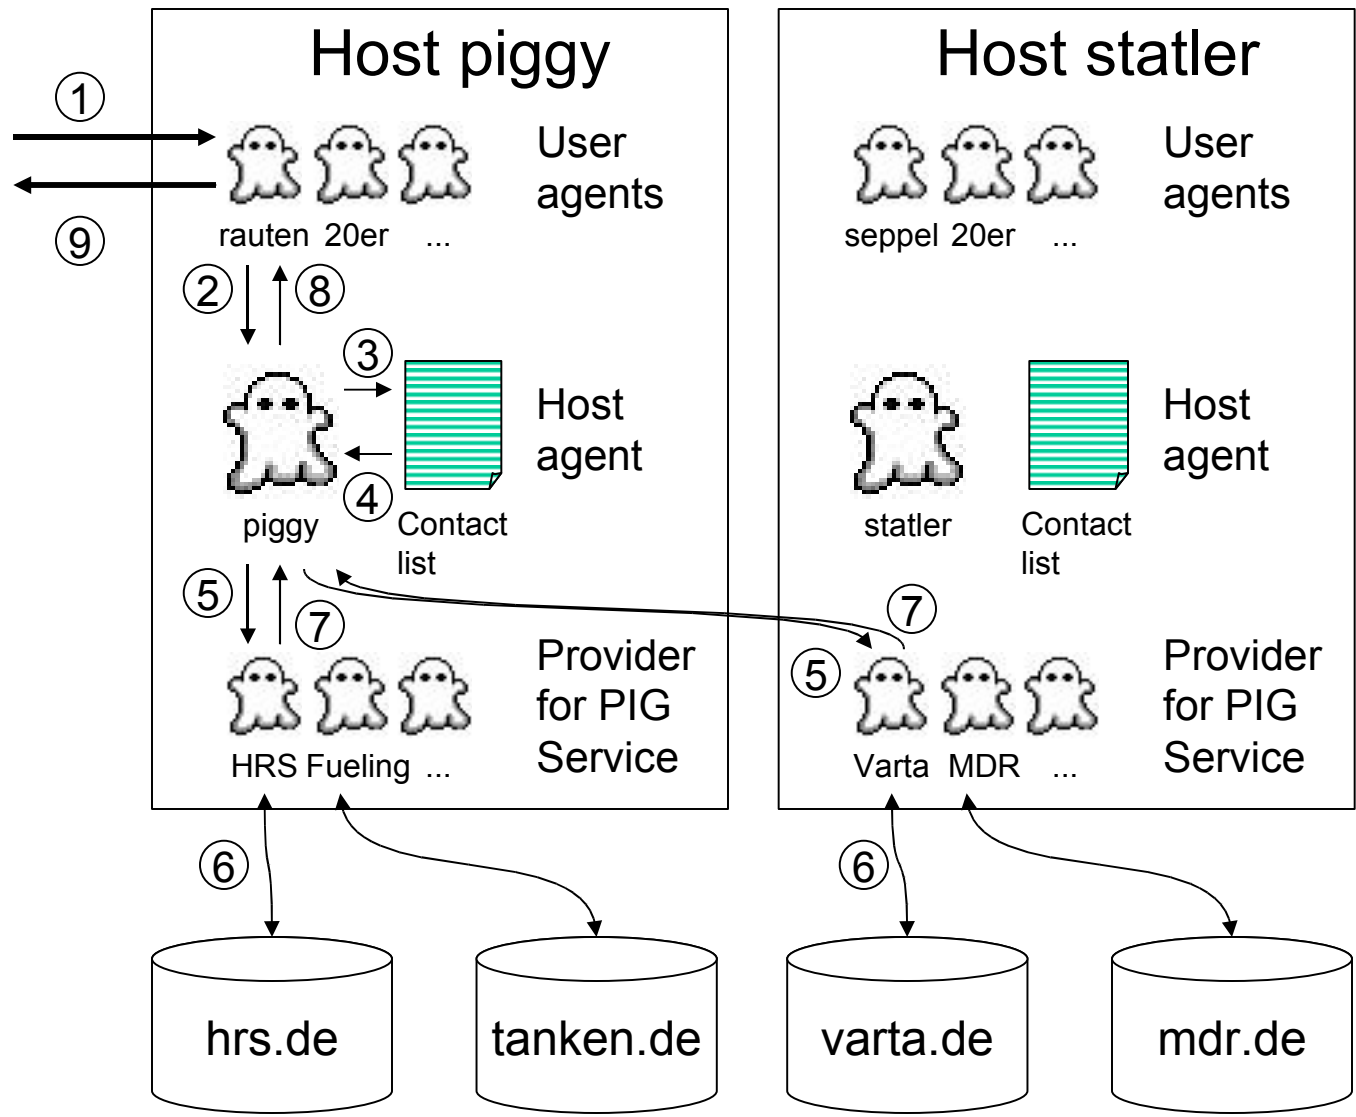 Host piggy
Host statler
①
User
agents
User
agents
⑨
rauten 20er ...
seppel 20er ...
② ⑧
③
Host
agent
Host
agent
④
piggy
Contact
list
statler
Contact
list
⑤ ⑦
⑦
⑤
Provider
for PIG
Service
Provider
for PIG
Service
HRS Fueling ...
Varta MDR ...
⑥
⑥
hrs.de
tanken.de
varta.de
mdr.de